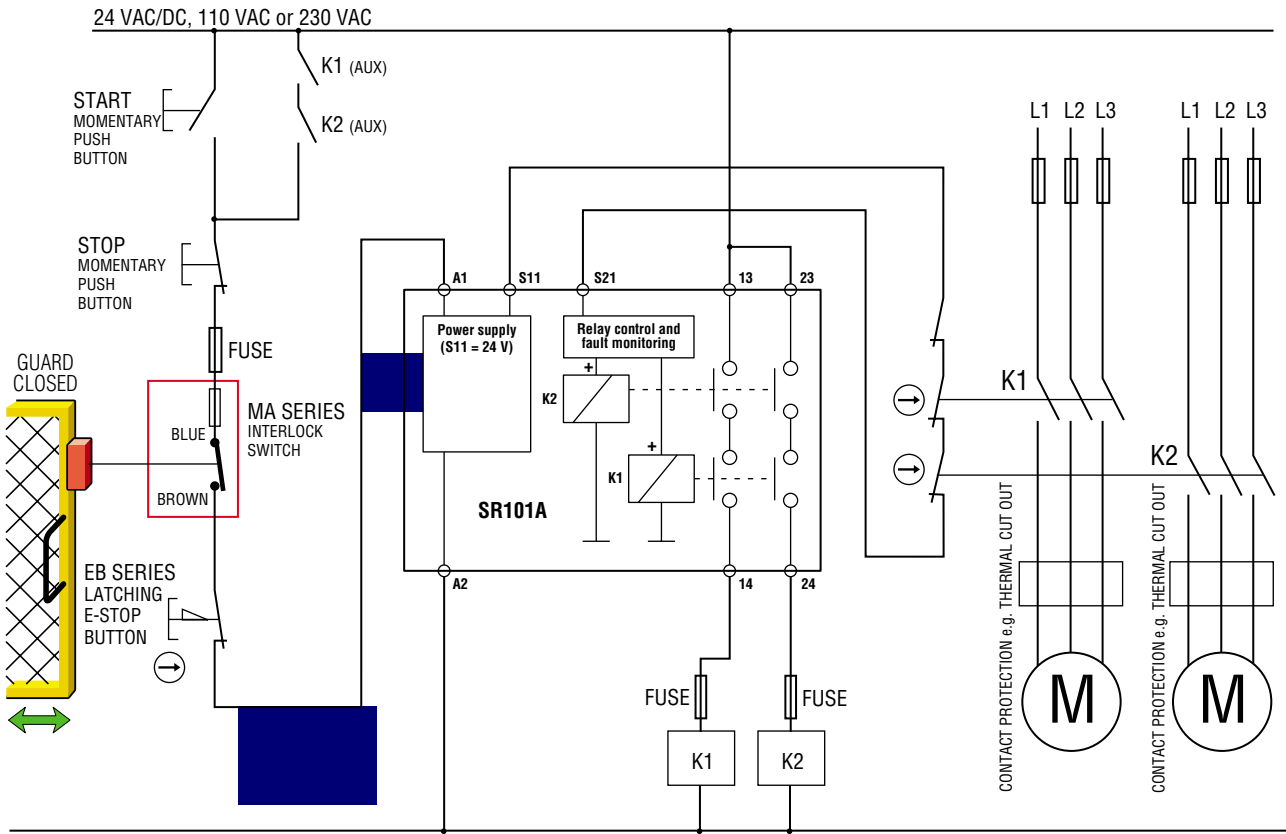 24 VAC/DC, 110 VAC or 230 VAC
K1 (AUX)
START
MOMENTARY
PUSH
BUTTON
K2 (AUX)
L1 L2 L3
L1 L2 L3
STOP
MOMENTARY
PUSH
BUTTON
A1
S11
S21
13
23
Power supply
(S11 = 24 V)
Relay control and
fault monitoring
FUSE
GUARD
CLOSED
+
K2
K1
MA SERIES
INTERLOCK
SWITCH
BLUE
BROWN
+
K1
K2
SR101A
EB SERIES
LATCHING
E-STOP
BUTTON
A2
14
24
CONTACT PROTECTION e.g. THERMAL CUT OUT
CONTACT PROTECTION e.g. THERMAL CUT OUT
FUSE
FUSE
M
M
K1
K2